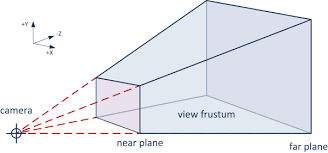 +Y
-Z
+X
camera
view frustum
near plane
far plane